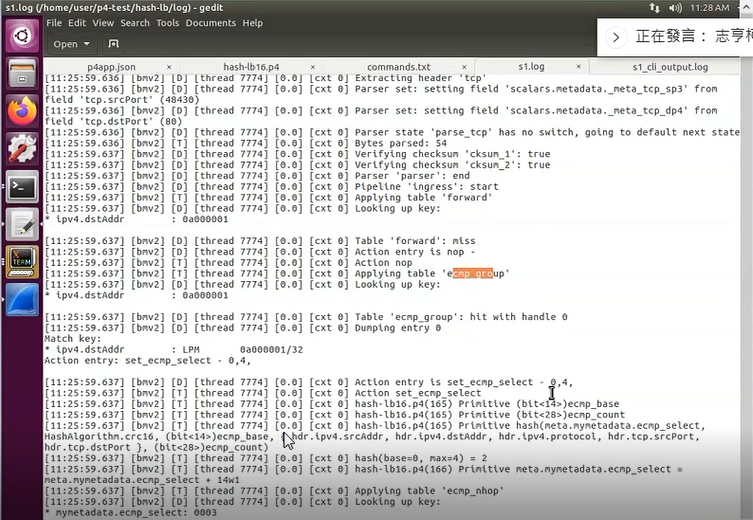 s1.log (/home/user/p4-test/hash-lb/log) - gedit
11:28 AM
File Edit View Search Tools Documents Help
正在發言： 志亨柯
Open
p4app.json × hash-lb16.p4 × commands.txt × s1.log × s1_cli_output.log
[11:25:59.636] [bmv2] [D] [thread 7774] [0.0] [cxt 0] Extracting header 'tcp'
[11:25:59.636] [bmv2] [D] [thread 7774] [0.0] [cxt 0] Parser set: setting field 'scalars.metadata._meta_tcp_sp3' from
field 'tcp.srcPort' (48430)
[11:25:59.636] [bmv2] [D] [thread 7774] [0.0] [cxt 0] Parser set: setting field 'scalars.metadata._meta_tcp_dp4' from
field 'tcp.dstPort' (80)
[11:25:59.636] [bmv2] [D] [thread 7774] [0.0] [cxt 0] Parser state 'parse_tcp' has no switch, going to default next state
[11:25:59.636] [bmv2] [T] [thread 7774] [0.0] [cxt 0] Bytes parsed: 54
[11:25:59.637] [bmv2] [D] [thread 7774] [0.0] [cxt 0] Verifying checksum 'cksum_1': true
[11:25:59.637] [bmv2] [D] [thread 7774] [0.0] [cxt 0] Verifying checksum 'cksum_2': true
[11:25:59.637] [bmv2] [D] [thread 7774] [0.0] [cxt 0] Parser 'parser': end
[11:25:59.637] [bmv2] [D] [thread 7774] [0.0] [cxt 0] Pipeline 'ingress': start
[11:25:59.637] [bmv2] [T] [thread 7774] [0.0] [cxt 0] Applying table 'forward'
[11:25:59.637] [bmv2] [D] [thread 7774] [0.0] [cxt 0] Looking up key:
* ipv4.dstAddr : 0a000001
[11:25:59.637] [bmv2] [D] [thread 7774] [0.0] [cxt 0] Table 'forward': miss
[11:25:59.637] [bmv2] [D] [thread 7774] [0.0] [cxt 0] Action entry is nop -
[11:25:59.637] [bmv2] [T] [thread 7774] [0.0] [cxt 0] Action nop
[11:25:59.637] [bmv2] [T] [thread 7774] [0.0] [cxt 0] Applying table 'ecmp_group'
[11:25:59.637] [bmv2] [D] [thread 7774] [0.0] [cxt 0] Looking up key:
* ipv4.dstAddr : 0a000001
[11:25:59.637] [bmv2] [D] [thread 7774] [0.0] [cxt 0] Table 'ecmp_group': hit with handle 0
[11:25:59.637] [bmv2] [D] [thread 7774] [0.0] [cxt 0] Dumping entry 0
Match key:
* ipv4.dstAddr : LPM 0a000001/32
Action entry: set_ecmp_select - 0,4,
[11:25:59.637] [bmv2] [D] [thread 7774] [0.0] [cxt 0] Action entry is set_ecmp_select - 0,4,
[11:25:59.637] [bmv2] [T] [thread 7774] [0.0] [cxt 0] Action set_ecmp_select
[11:25:59.637] [bmv2] [T] [thread 7774] [0.0] [cxt 0] hash-lb16.p4(165) Primitive (bit<14>)ecmp_base
[11:25:59.637] [bmv2] [T] [thread 7774] [0.0] [cxt 0] hash-lb16.p4(165) Primitive (bit<28>)ecmp_count
[11:25:59.637] [bmv2] [T] [thread 7774] [0.0] [cxt 0] hash-lb16.p4(165) Primitive hash(meta.mymetadata.ecmp_select,
HashAlgorithm.crc16, (bit<14>)ecmp_base, { hdr.ipv4.srcAddr, hdr.ipv4.dstAddr, hdr.ipv4.protocol, hdr.tcp.srcPort,
hdr.tcp.dstPort }, (bit<28>)ecmp_count)
[11:25:59.637] [bmv2] [T] [thread 7774] [0.0] [cxt 0] hash(base=0, max=4) = 2
[11:25:59.637] [bmv2] [T] [thread 7774] [0.0] [cxt 0] hash-lb16.p4(166) Primitive meta.mymetadata.ecmp_select =
meta.mymetadata.ecmp_select + 14w1
[11:25:59.637] [bmv2] [T] [thread 7774] [0.0] [cxt 0] Applying table 'ecmp_nhop'
[11:25:59.637] [bmv2] [D] [thread 7774] [0.0] [cxt 0] Looking up key:
* mymetadata.ecmp_select: 0003